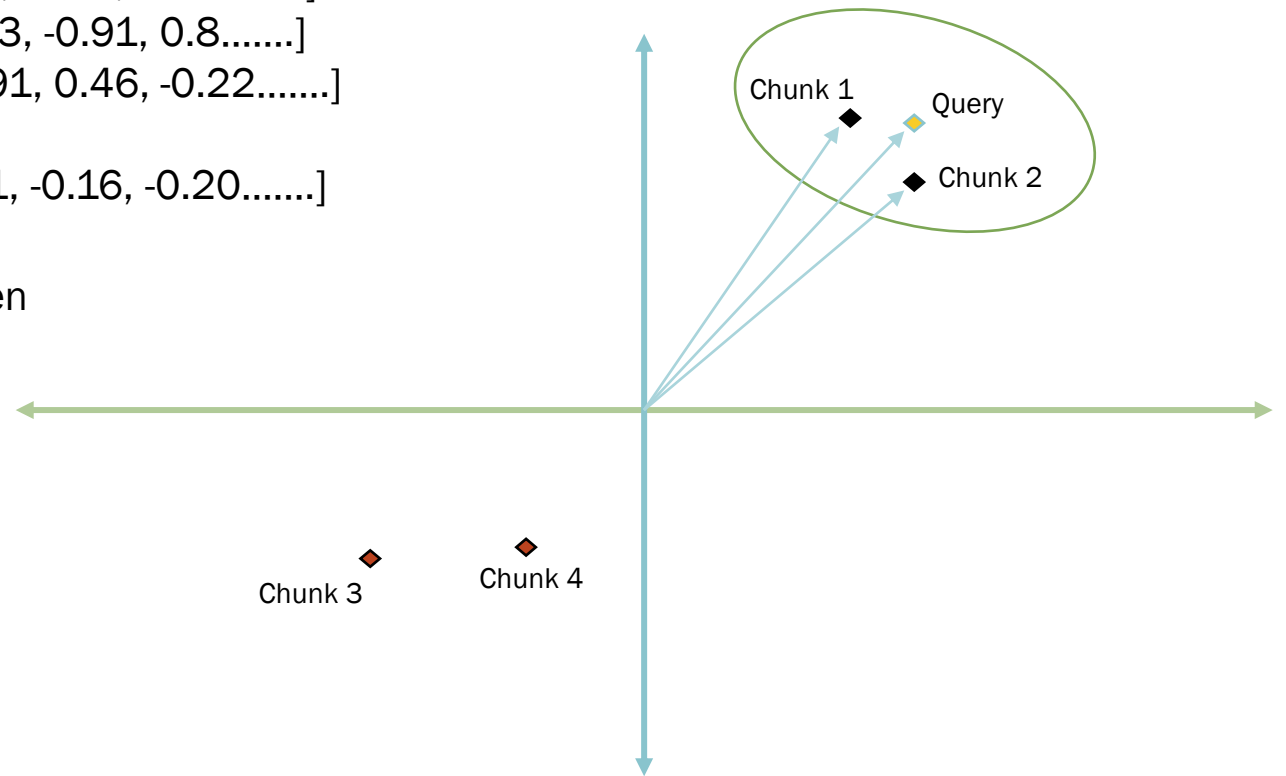 3, -0.91, 0.8.......]
91, 0.46, -0.22.......]
, -0.16, -0.20.......]
en
Chunk 1
Query
Chunk 2
Chunk 3
Chunk 4